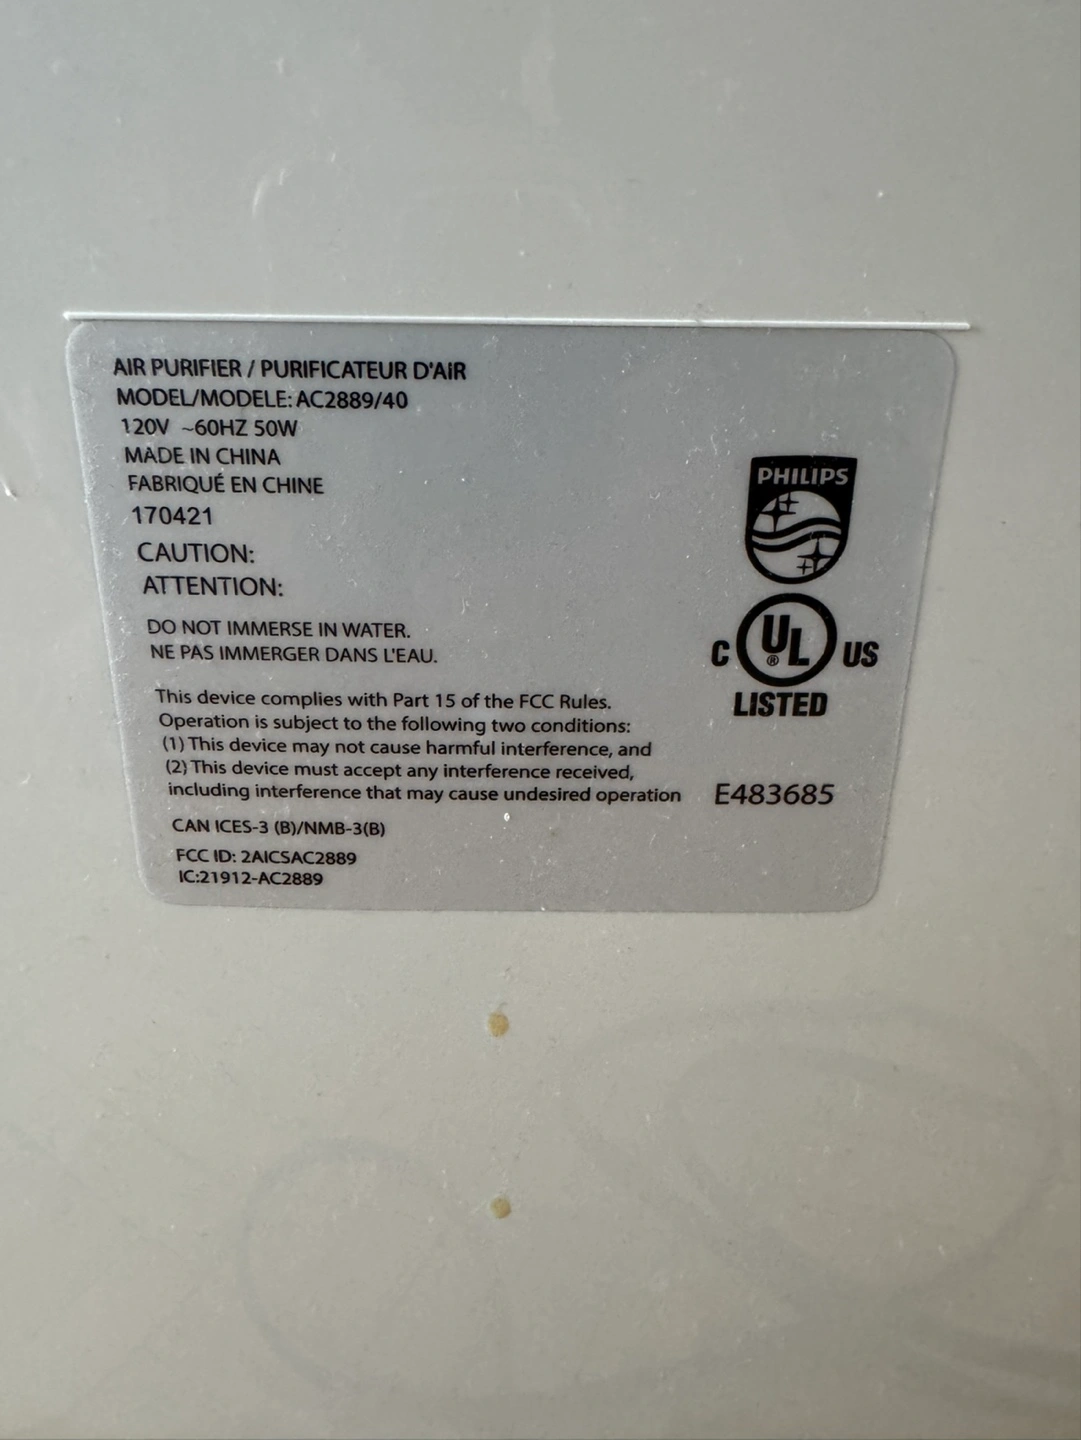 AIR PURIFIER / PURIFICATEUR D'AiR
MODEL/MODELE: AC2889/40
120V ~60HZ 50W
MADE IN CHINA
FABRIQUÉ EN CHINE
170421
CAUTION:
ATTENTION:
DO NOT IMMERSE IN WATER.
NE PAS IMMERGER DANS L'EAU.
This device complies with Part 15 of the FCC Rules.
Operation is subject to the following two conditions:
(1) This device may not cause harmful interference, and
(2) This device must accept any interference received,
including interference that may cause undesired operation
CAN ICES-3 (B)/NMB-3(B)
FCC ID: 2AICSAC2889
IC:21912-AC2889
PHILIPS
C UL® US
LISTED
E483685